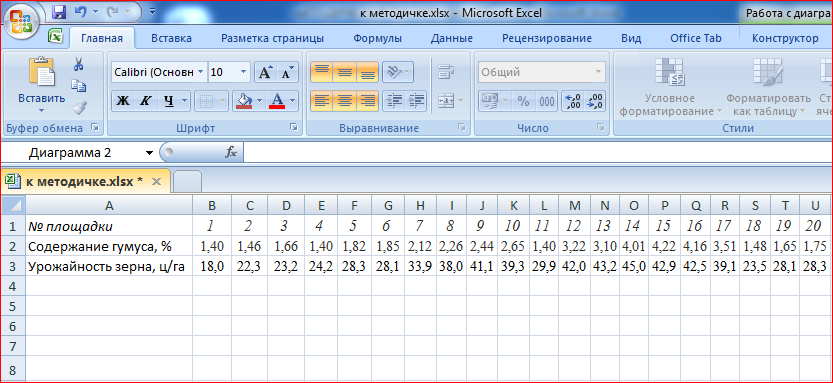 к методичке.xlsx - Microsoft Excel
Работа с диагра
Главная Вставка Разметка страницы Формулы Данные Рецензирование Вид Office Tab Конструктор
Calibri (Основн 10 А А Общий
Вставить Ж К Ч А % 000 ,00 ,0 Условное форматирование Форматировать как таблицу Ст яче
Буфер обмена Шрифт Выравнивание Число Стили
Диаграмма 2 fx
к методичке.xlsx *
A B C D E F G H I J K L M N O P Q R S T U
1 № площадки 1 2 3 4 5 6 7 8 9 10 11 12 13 14 15 16 17 18 19 20
2 Содержание гумуса, % 1,40 1,46 1,66 1,40 1,82 1,85 2,12 2,26 2,44 2,65 1,40 3,22 3,10 4,01 4,22 4,16 3,51 1,48 1,65 1,75
3 Урожайность зерна, ц/га 18,0 22,3 23,2 24,2 28,3 28,1 33,9 38,0 41,1 39,3 29,9 42,0 43,2 45,0 42,9 42,5 39,1 23,5 28,1 28,3
4
5
6
7
8